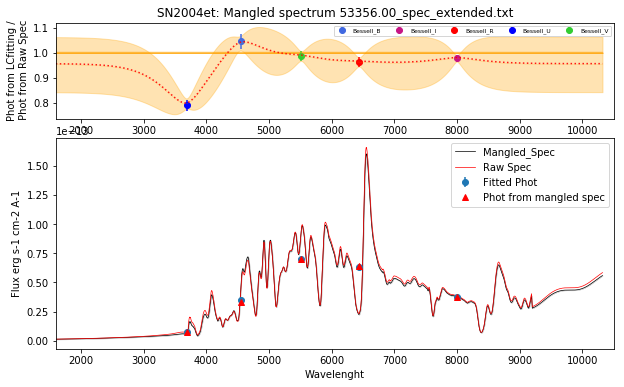 SN2004et: Mangled spectrum 53356.00_spec_extended.txt
Phot from LCfitting /
Phot from Raw Spec
1.1
1.0
0.9
0.8
Bessell_B
Bessell_I
Bessell_R
Bessell_U
Bessell_V
2000 3000 4000 5000 6000 7000 8000 9000 10000
1e−13
Flux erg s-1 cm-2 A-1
1.50
1.25
1.00
0.75
0.50
0.25
0.00
Mangled_Spec
Raw Spec
Fitted Phot
Phot from mangled spec
2000 3000 4000 5000 6000 7000 8000 9000 10000
Wavelenght